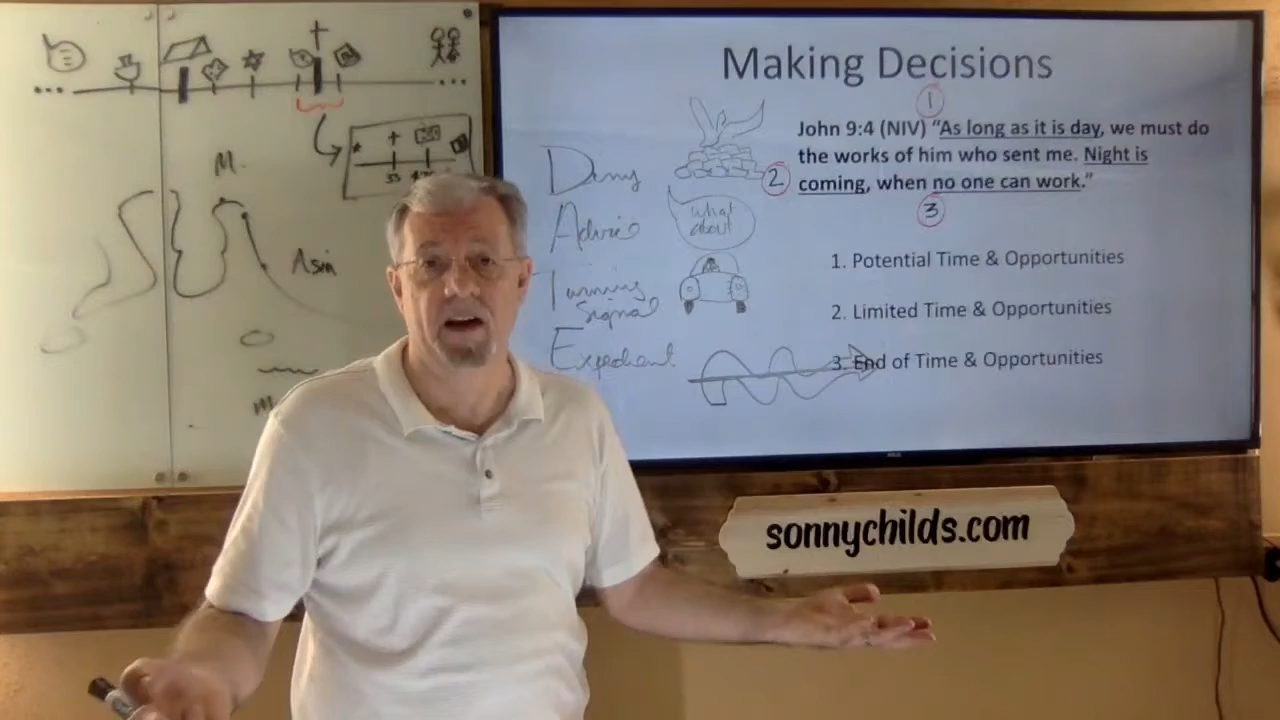 M.
Asia
33
Making Decisions
1
John 9:4 (NIV) “As long as it is day, we must do
the works of him who sent me. Night is
2
coming, when no one can work.”
3
Deny
Advice
Turning
Signal
Expedient
what
about
1. Potential Time & Opportunities
2. Limited Time & Opportunities
3. End of Time & Opportunities
sonnychilds.com